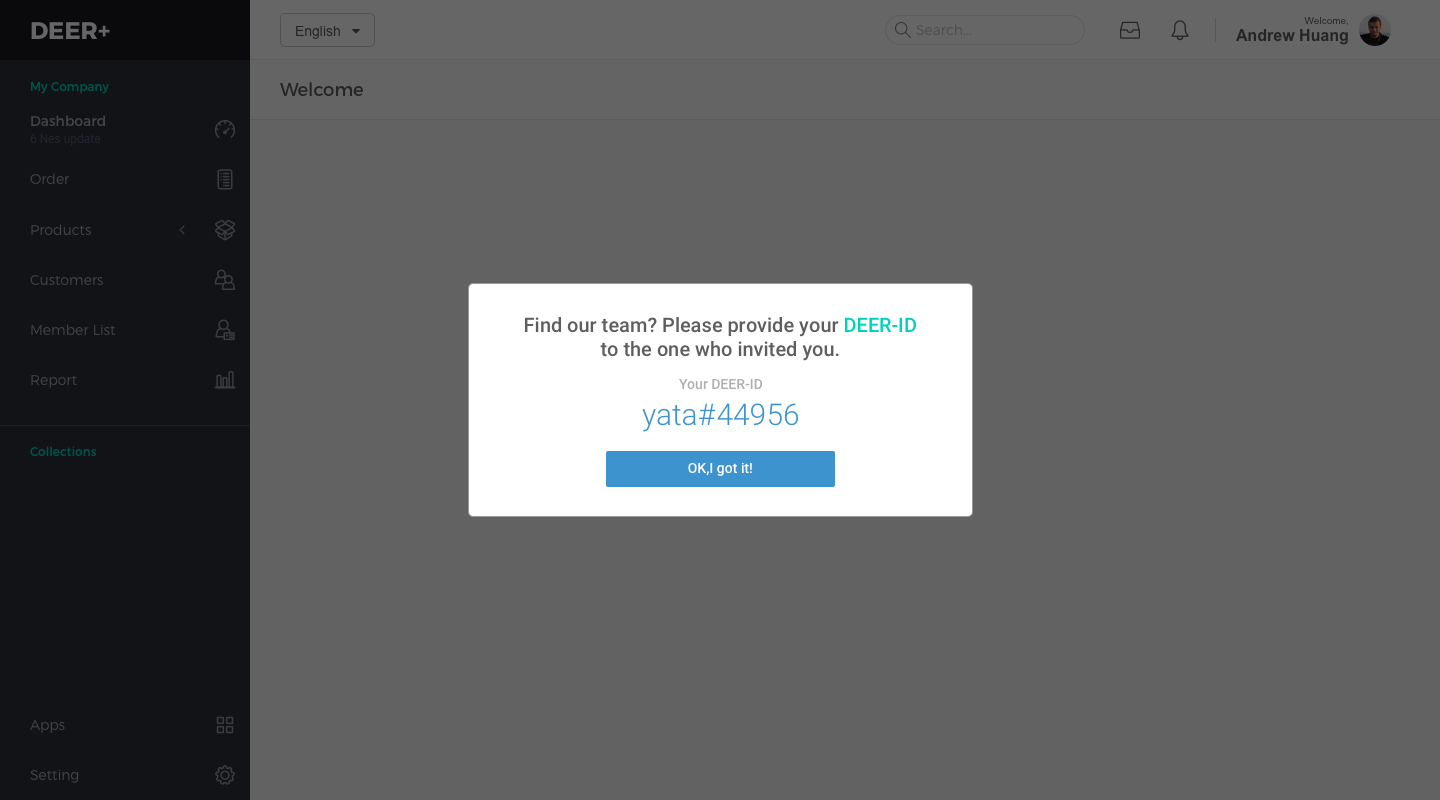 DEER+
English
Search...
Welcome,
Andrew Huang
My Company
Welcome
Dashboard
6 Nes update
Order
Products
Customers
Member List
Report
Collections
Apps
Setting
Find our team? Please provide your DEER-ID
to the one who invited you.
Your DEER-ID
yata#44956
OK,I got it!